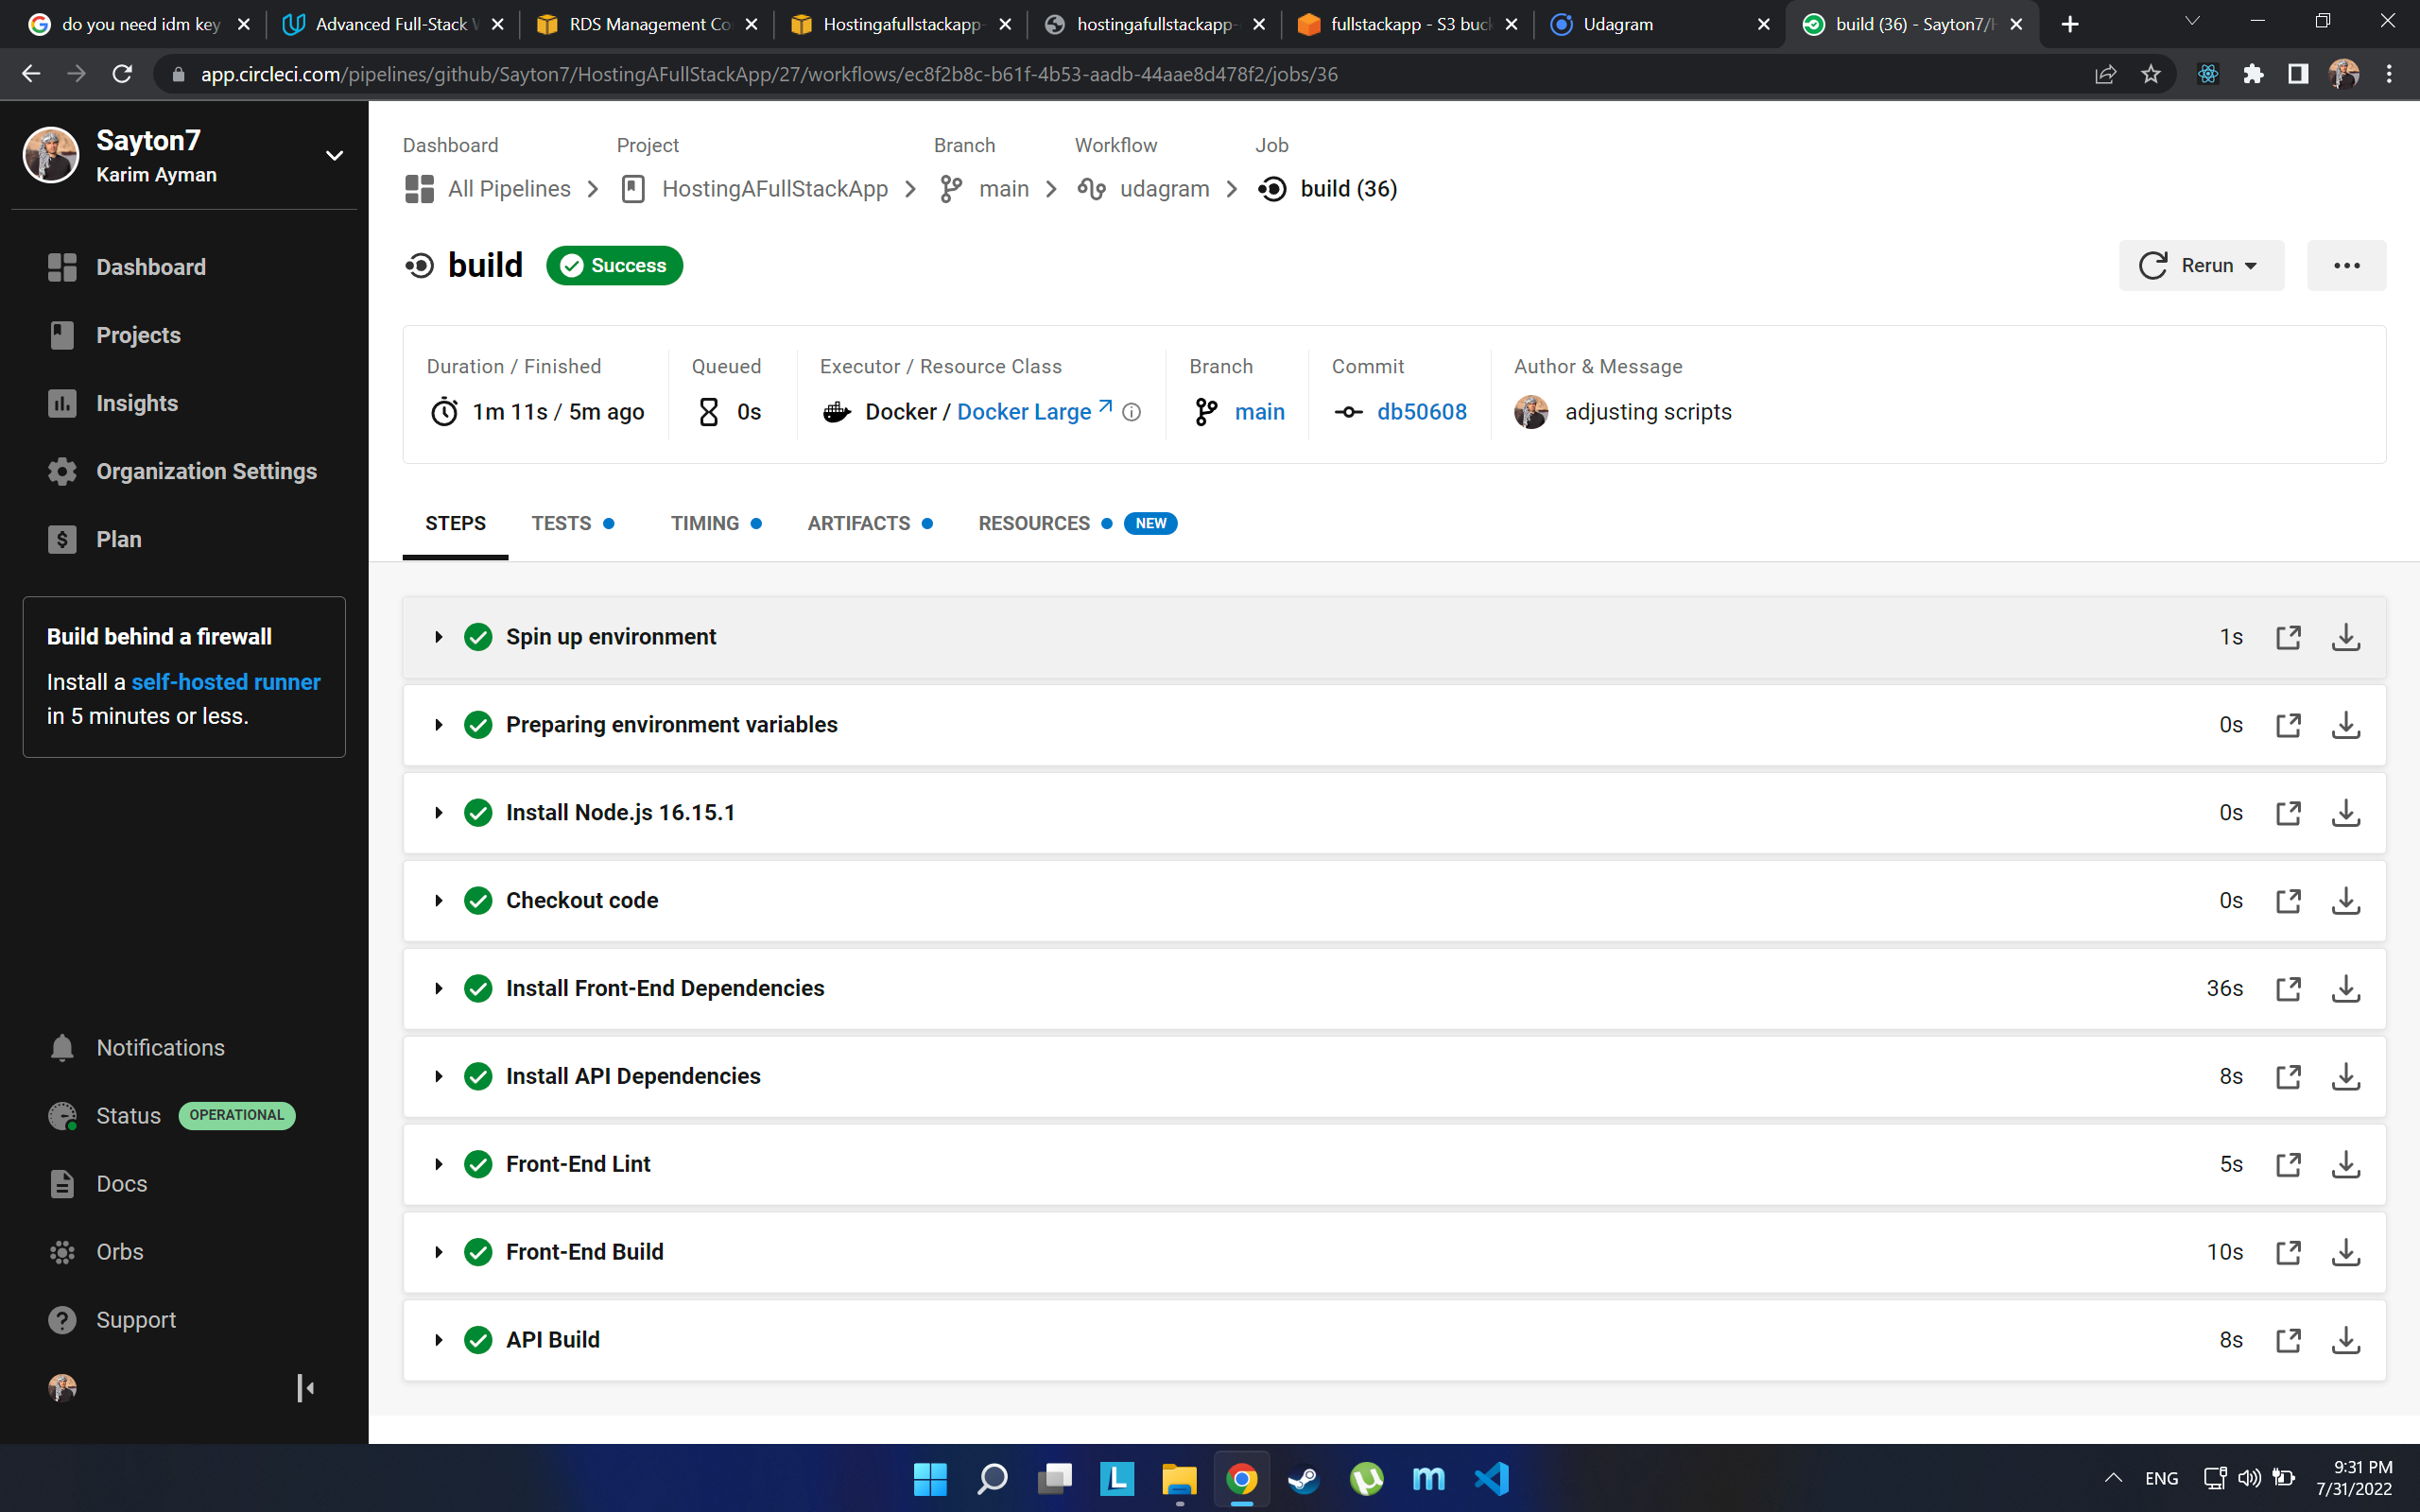 do you need idm key
Advanced Full-Stack
RDS Management Co
Hostingafullstackapp-
hostingafullstackapp-
fullstackapp - S3 buck
Udagram
build (36) - Sayton7/
app.circleci.com/pipelines/github/Sayton7/HostingAFullStackApp/27/workflows/ec8f2b8c-b61f-4b53-aadb-44aae8d478f2/jobs/36
Sayton7
Karim Ayman
Dashboard
Projects
Insights
Organization Settings
Plan
Build behind a firewall
Install a self-hosted runner
in 5 minutes or less.
Notifications
Status OPERATIONAL
Docs
Orbs
Support
Dashboard Project Branch Workflow Job
All Pipelines HostingAFullStackApp main udagram build (36)
build Success
Rerun
Duration / Finished Queued Executor / Resource Class Branch Commit Author & Message
1m 11s / 5m ago 0s Docker / Docker Large main db50608 adjusting scripts
STEPS TESTS TIMING ARTIFACTS RESOURCES NEW
Spin up environment 1s
Preparing environment variables 0s
Install Node.js 16.15.1 0s
Checkout code 0s
Install Front-End Dependencies 36s
Install API Dependencies 8s
Front-End Lint 5s
Front-End Build 10s
API Build 8s
L
m
ENG
9:31 PM
7/31/2022